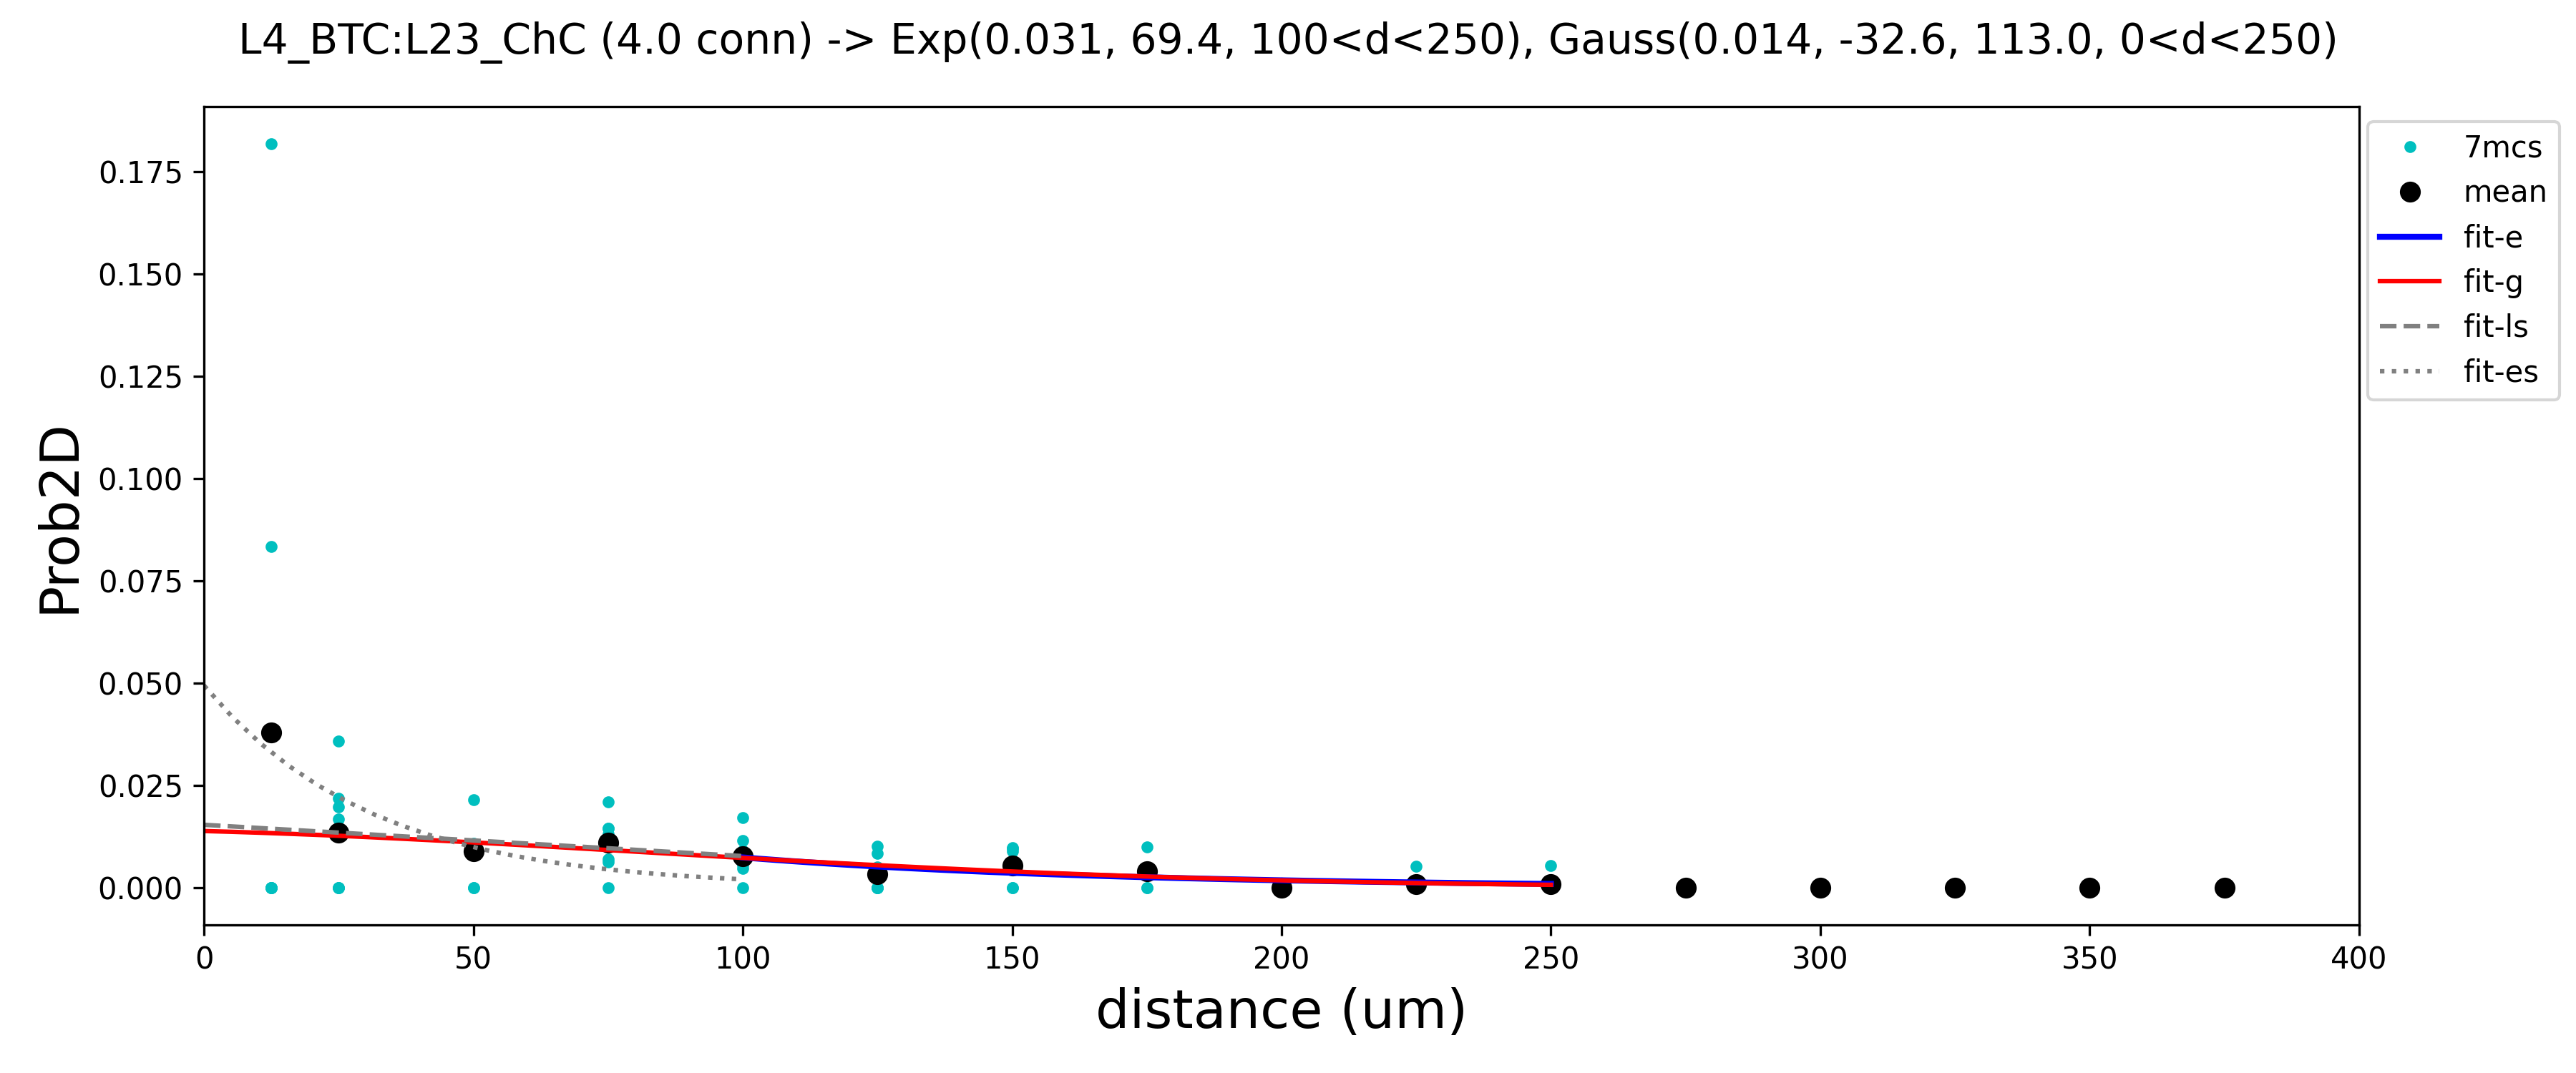 L4_BTC:L23_ChC (4.0 conn) -> Exp(0.031, 69.4, 100<d<250), Gauss(0.014, -32.6, 113.0, 0<d<250)
0.175
0.150
0.125
0.100
0.075
0.050
0.025
0.000
Prob2D
0 50 100 150 200 250 300 350 400
distance (um)
7mcs
mean
fit-e
fit-g
fit-ls
fit-es